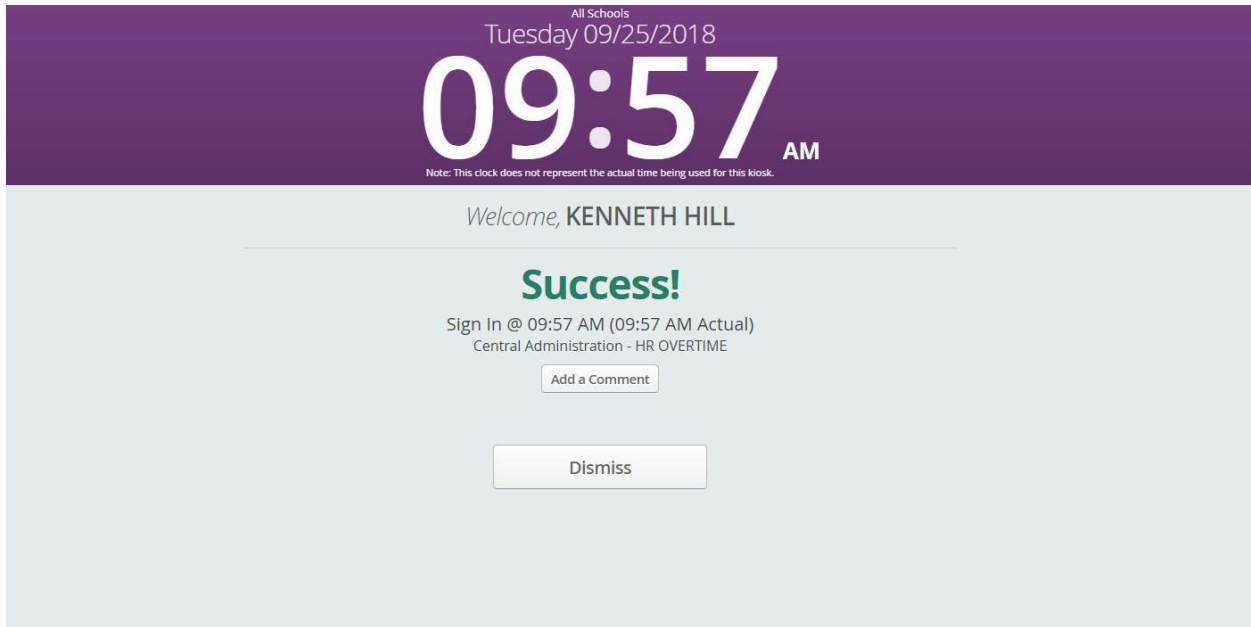 All Schools
Tuesday 09/25/2018
09:57 AM
Note: This clock does not represent the actual time being used for this kiosk.
Welcome, KENNETH HILL
Success!
Sign In @ 09:57 AM (09:57 AM Actual)
Central Administration - HR OVERTIME
Add a Comment
Dismiss